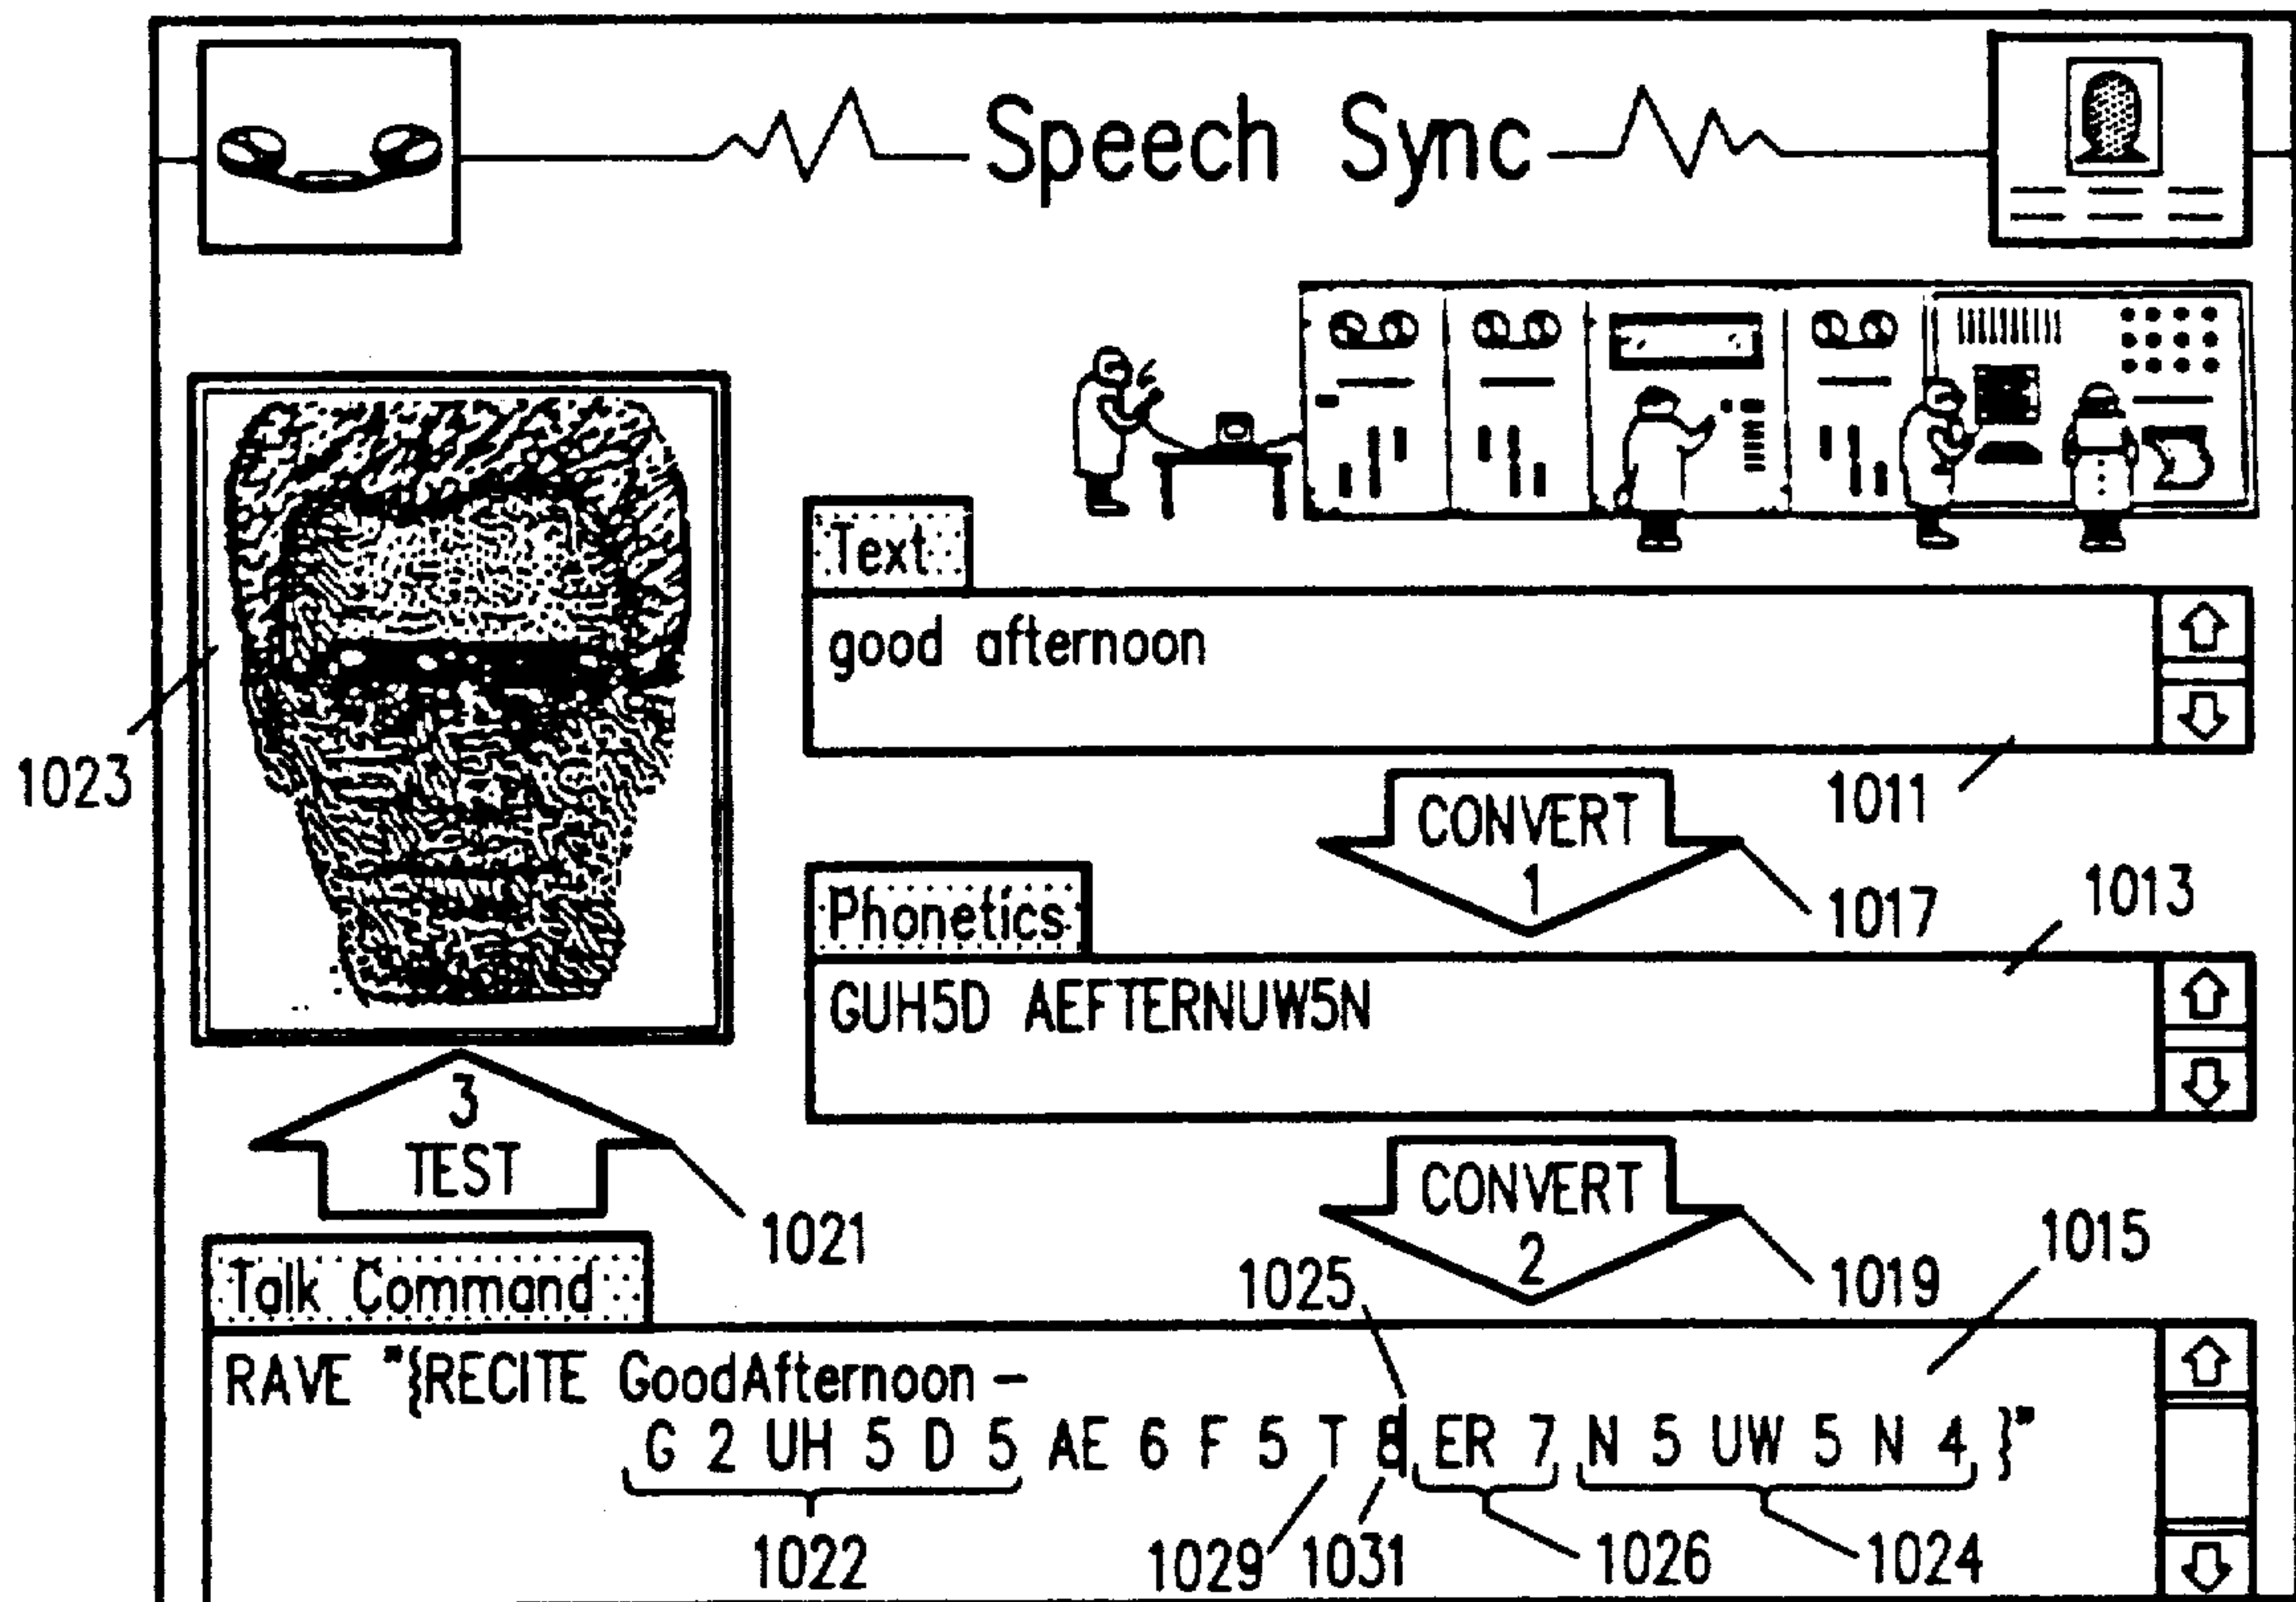 Speech Sync
Text
good afternoon
1023
1011
CONVERT
1
1017
1013
Phonetics
GUH5D AEFTERNUW5N
3
TEST
1021
CONVERT
2
1019
1025
1015
Talk Command
RAVE "{RECITE GoodAfternoon –
G 2 UH 5 D 5 AE 6 F 5 T 8 ER 7 N 5 UW 5 N 4 }"
1022
1029
1031
1026
1024